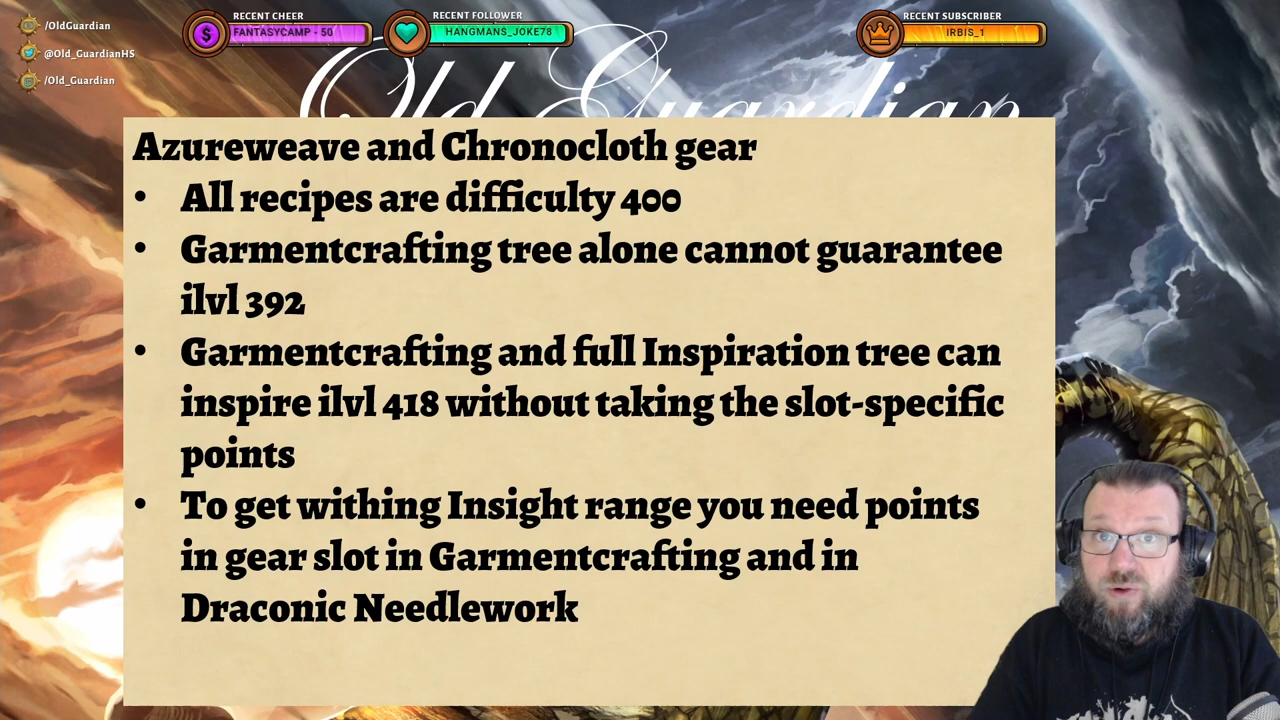 /OldGuardian
@Old_GuardianHS
/Old_Guardian
RECENT CHEER
FANTASYCAMP - 50
RECENT FOLLOWER
HANGMANS_JOKE78
RECENT SUBSCRIBER
IRBIS_1
Old Guardian
Azureweave and Chronocloth gear
• All recipes are difficulty 400
• Garmentcrafting tree alone cannot guarantee
ilvl 392
• Garmentcrafting and full Inspiration tree can
inspire ilvl 418 without taking the slot-specific
points
• To get withing Insight range you need points
in gear slot in Garmentcrafting and in
Draconic Needlework